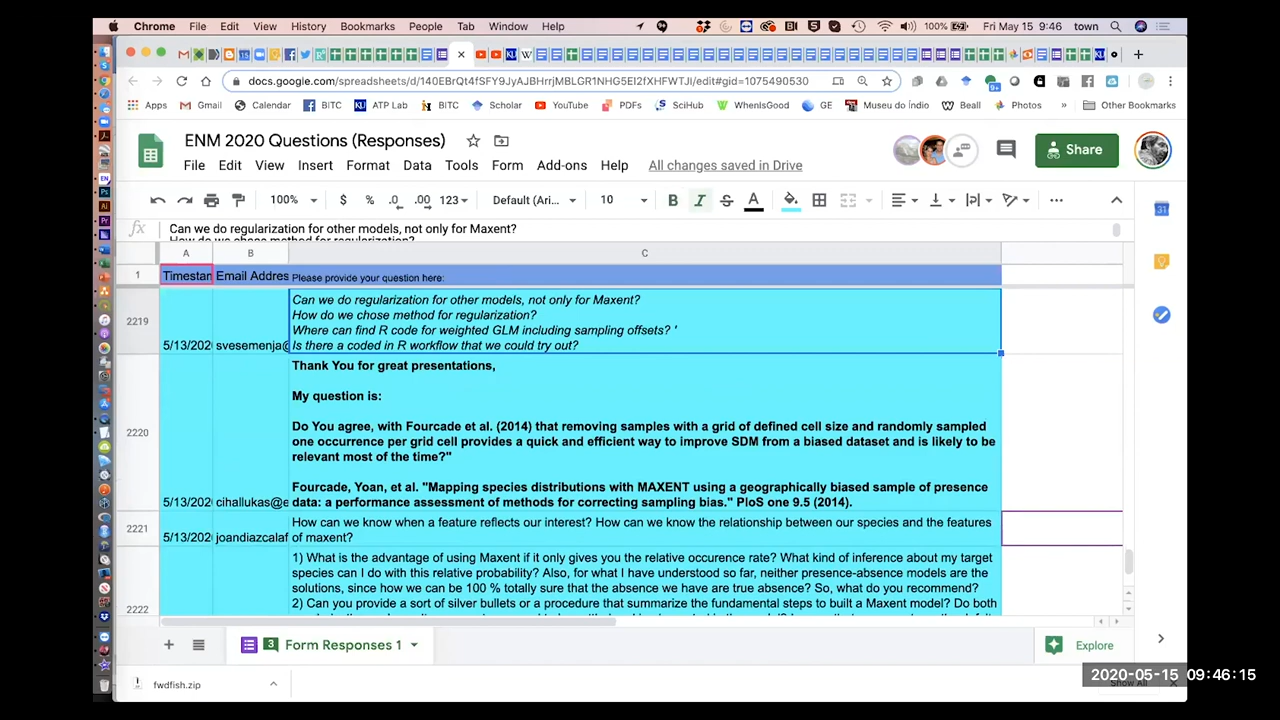 Chrome File Edit View History Bookmarks People Tab Window Help 100% Fri May 15 9:46 town
docs.google.com/spreadsheets/d/140EBrQt4fSFY9JyAJBHrrjMELGR1NHG5EI2fXHFWTJI/edit#gid=1075490530
Apps Gmail Calendar BITC ATP Lab BITC Scholar YouTube PDFs SciHub WhenIsGood GE Museu do Índio Beall Photos » Other Bookmarks
ENM 2020 Questions (Responses)
File Edit View Insert Format Data Tools Form Add-ons Help All changes saved in Drive
Share
100% $ % .0 .00 123 Default (Ari... 10 B I S A
fx Can we do regularization for other models, not only for Maxent?
How do we chose method for regularization?
A B C
1 Timestar Email Addres Please provide your question here:
2219 5/13/202 svesemenja@
Can we do regularization for other models, not only for Maxent?
How do we chose method for regularization?
Where can find R code for weighted GLM including sampling offsets? '
Is there a coded in R workflow that we could try out?
2220 5/13/202 cihallukas@e
Thank You for great presentations,
My question is:
Do You agree, with Fourcade et al. (2014) that removing samples with a grid of defined cell size and randomly sampled
one occurrence per grid cell provides a quick and efficient way to improve SDM from a biased dataset and is likely to be
relevant most of the time?"
Fourcade, Yoan, et al. "Mapping species distributions with MAXENT using a geographically biased sample of presence
data: a performance assessment of methods for correcting sampling bias." PloS one 9.5 (2014).
2221 5/13/202 joandiazcalaf
How can we know when a feature reflects our interest? How can we know the relationship between our species and the features
of maxent?
2222
1) What is the advantage of using Maxent if it only gives you the relative occurence rate? What kind of inference about my target
species can I do with this relative probability? Also, for what I have understood so far, neither presence-absence models are the
solutions, since how we can be 100 % totally sure that the absence we have are true absence? So, what do you recommend?
2) Can you provide a sort of silver bullets or a procedure that summarize the fundamental steps to built a Maxent model? Do both
3 Form Responses 1
Explore
fwdfish.zip
Show All
2020-05-15 09:46:15